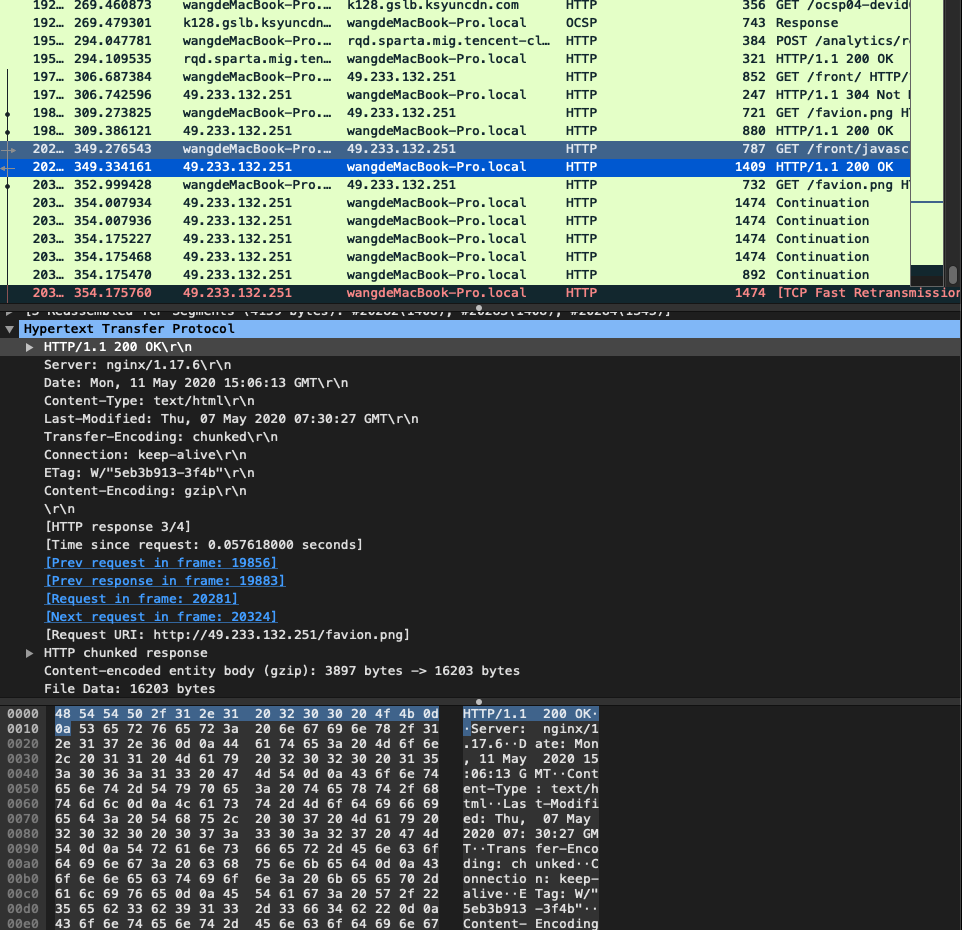 192… 269.460873 wangdeMacBook-Pro.… k128.gslb.ksyuncdn.com HTTP 356 GET /ocsp04-devid
192… 269.479301 k128.gslb.ksyuncdn… wangdeMacBook-Pro.local OCSP 743 Response
195… 294.047781 wangdeMacBook-Pro.… rqd.sparta.mig.tencent-cl… HTTP 384 POST /analytics/r
195… 294.109535 rqd.sparta.mig.ten… wangdeMacBook-Pro.local HTTP 321 HTTP/1.1 200 OK
197… 306.687384 wangdeMacBook-Pro.… 49.233.132.251 HTTP 852 GET /front/ HTTP/
197… 306.742596 49.233.132.251 wangdeMacBook-Pro.local HTTP 247 HTTP/1.1 304 Not
198… 309.273825 wangdeMacBook-Pro.… 49.233.132.251 HTTP 721 GET /favion.png H
198… 309.386121 49.233.132.251 wangdeMacBook-Pro.local HTTP 880 HTTP/1.1 200 OK
202… 349.276543 wangdeMacBook-Pro.… 49.233.132.251 HTTP 787 GET /front/javasc
202… 349.334161 49.233.132.251 wangdeMacBook-Pro.local HTTP 1409 HTTP/1.1 200 OK
203… 352.999428 wangdeMacBook-Pro.… 49.233.132.251 HTTP 732 GET /favion.png H
203… 354.007934 49.233.132.251 wangdeMacBook-Pro.local HTTP 1474 Continuation
203… 354.007936 49.233.132.251 wangdeMacBook-Pro.local HTTP 1474 Continuation
203… 354.175227 49.233.132.251 wangdeMacBook-Pro.local HTTP 1474 Continuation
203… 354.175468 49.233.132.251 wangdeMacBook-Pro.local HTTP 1474 Continuation
203… 354.175470 49.233.132.251 wangdeMacBook-Pro.local HTTP 892 Continuation
203… 354.175760 49.233.132.251 wangdeMacBook-Pro.local HTTP 1474 [TCP Fast Retransmission
[3 Reassembled TCP Segments (4159 bytes): #20282(1408), #20283(1408), #20284(1343)]
Hypertext Transfer Protocol
HTTP/1.1 200 OK\r\n
Server: nginx/1.17.6\r\n
Date: Mon, 11 May 2020 15:06:13 GMT\r\n
Content-Type: text/html\r\n
Last-Modified: Thu, 07 May 2020 07:30:27 GMT\r\n
Transfer-Encoding: chunked\r\n
Connection: keep-alive\r\n
ETag: W/"5eb3b913-3f4b"\r\n
Content-Encoding: gzip\r\n
\r\n
[HTTP response 3/4]
[Time since request: 0.057618000 seconds]
[Prev request in frame: 19856]
[Prev response in frame: 19883]
[Request in frame: 20281]
[Next request in frame: 20324]
[Request URI: http://49.233.132.251/favion.png]
HTTP chunked response
Content-encoded entity body (gzip): 3897 bytes -> 16203 bytes
File Data: 16203 bytes
0000 48 54 54 50 2f 31 2e 31 20 32 30 30 20 4f 4b 0d HTTP/1.1 200 OK·
0010 0a 53 65 72 76 65 72 3a 20 6e 67 69 6e 78 2f 31 ·Server: nginx/1
0020 2e 31 37 2e 36 0d 0a 44 61 74 65 3a 20 4d 6f 6e .17.6··D ate: Mon
0030 2c 20 31 31 20 4d 61 79 20 32 30 32 30 20 31 35 , 11 May 2020 15
0040 3a 30 36 3a 31 33 20 47 4d 54 0d 0a 43 6f 6e 74 :06:13 G MT··Cont
0050 65 6e 74 2d 54 79 70 65 3a 20 74 65 78 74 2f 68 ent-Type : text/h
0060 74 6d 6c 0d 0a 4c 61 73 74 2d 4d 6f 64 69 66 69 tml··Las t-Modifi
0070 65 64 3a 20 54 68 75 2c 20 30 37 20 4d 61 79 20 ed: Thu, 07 May
0080 32 30 32 30 20 30 37 3a 33 30 3a 32 37 20 47 4d 2020 07: 30:27 GM
0090 54 0d 0a 54 72 61 6e 73 66 65 72 2d 45 6e 63 6f T··Trans fer-Enco
00a0 64 69 6e 67 3a 20 63 68 75 6e 6b 65 64 0d 0a 43 ding: ch unked··C
00b0 6f 6e 6e 65 63 74 69 6f 6e 3a 20 6b 65 65 70 2d onnectio n: keep-
00c0 61 6c 69 76 65 0d 0a 45 54 61 67 3a 20 57 2f 22 alive··E Tag: W/"
00d0 35 65 62 33 62 39 31 33 2d 33 66 34 62 22 0d 0a 5eb3b913 -3f4b"··
00e0 43 6f 6e 74 65 6e 74 2d 45 6e 63 6f 64 69 6e 67 Content- Encoding